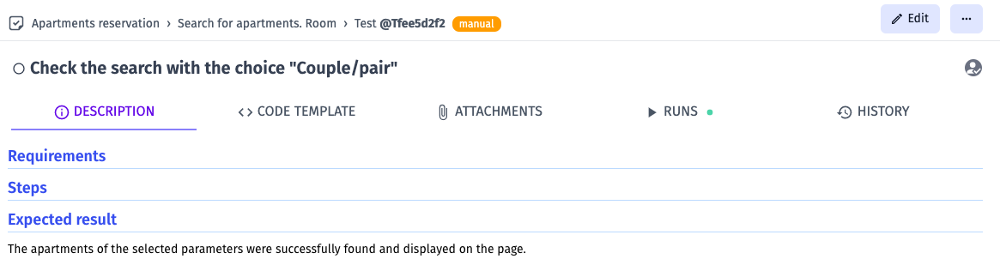 Apartments reservation › Search for apartments. Room › Test @Tfee5d2f2 manual
Edit ...
Check the search with the choice "Couple/pair"
DESCRIPTION CODE TEMPLATE ATTACHMENTS RUNS HISTORY
Requirements
Steps
Expected result
The apartments of the selected parameters were successfully found and displayed on the page.